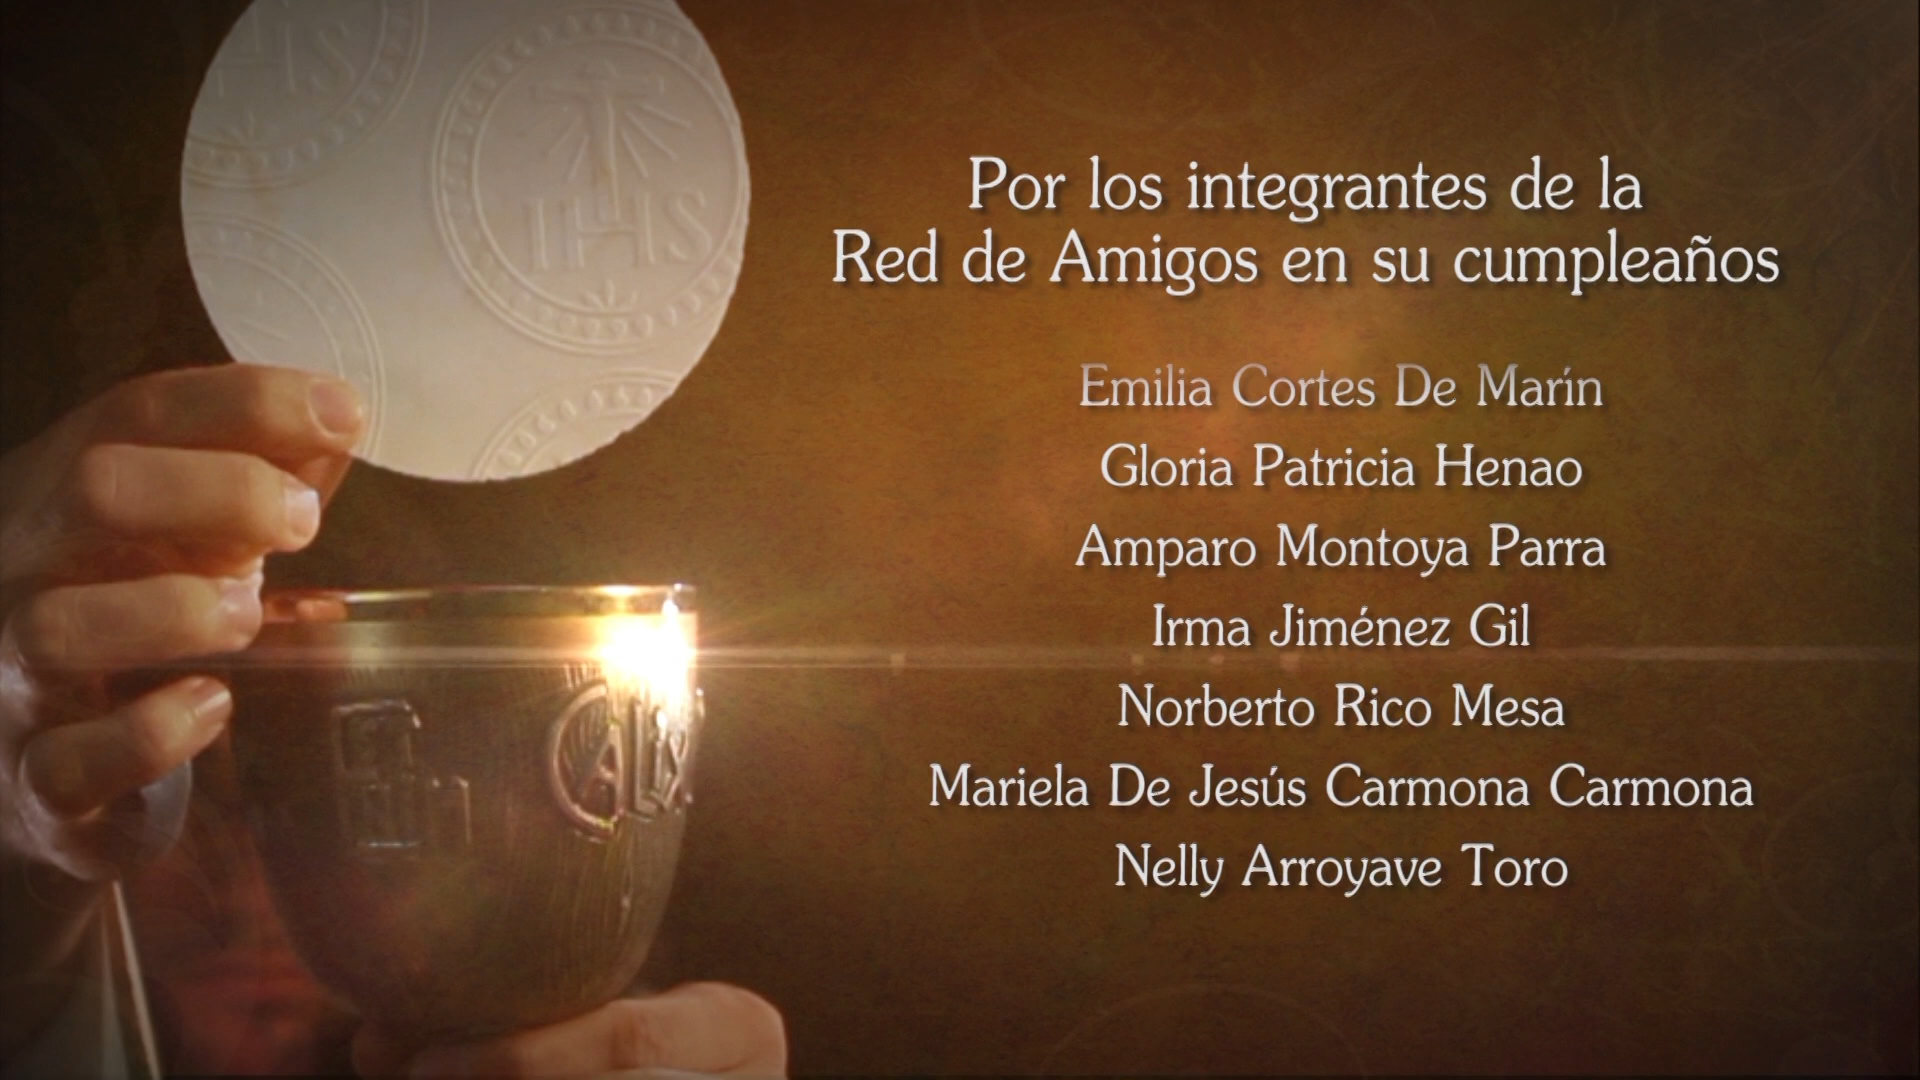 Por los integrantes de la
Red de Amigos en su cumpleaños
Emilia Cortes De Marín
Gloria Patricia Henao
Amparo Montoya Parra
Irma Jiménez Gil
Norberto Rico Mesa
Mariela De Jesús Carmona Carmona
Nelly Arroyave Toro
IHS